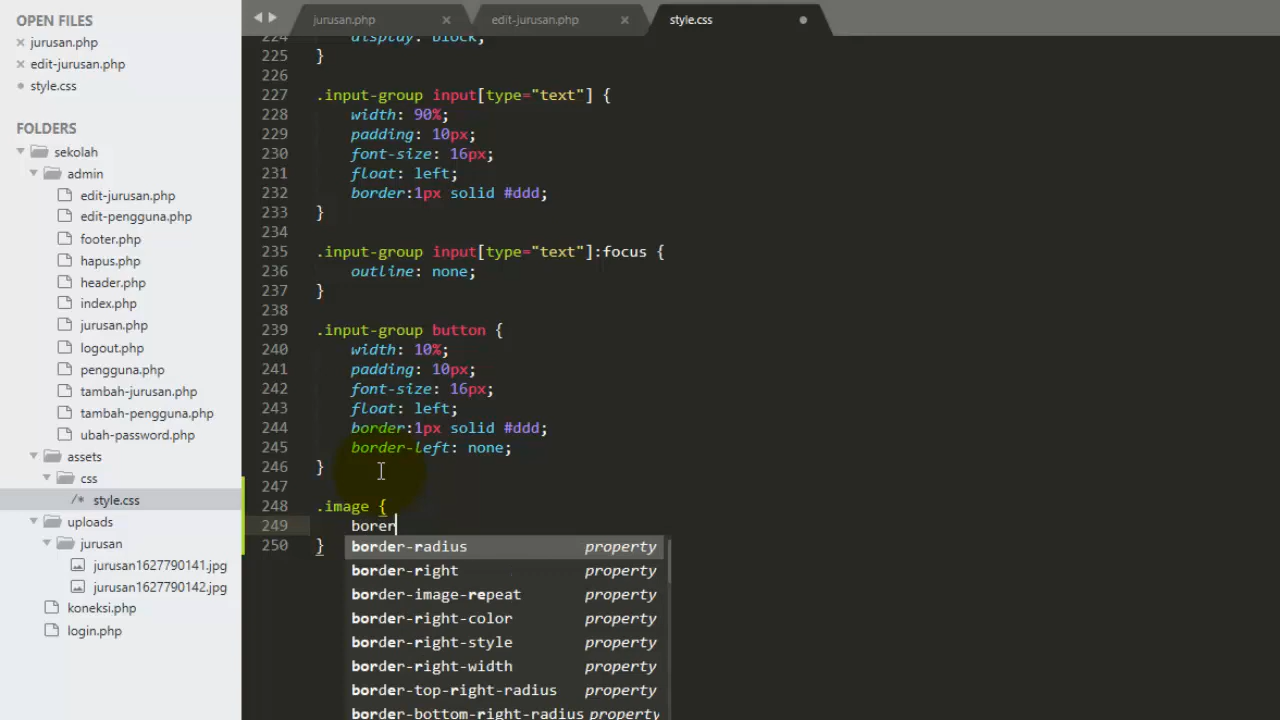 OPEN FILES
jurusan.php
edit-jurusan.php
style.css
FOLDERS
sekolah
admin
edit-jurusan.php
edit-pengguna.php
footer.php
hapus.php
header.php
index.php
jurusan.php
logout.php
pengguna.php
tambah-jurusan.php
tambah-pengguna.php
ubah-password.php
assets
css
/* style.css
uploads
jurusan
jurusan1627790141.jpg
jurusan1627790142.jpg
koneksi.php
login.php
jurusan.php
edit-jurusan.php
style.css
224 display: block;
225 }
226
227 .input-group input[type="text"] {
228 width: 90%;
229 padding: 10px;
230 font-size: 16px;
231 float: left;
232 border:1px solid #ddd;
233 }
234
235 .input-group input[type="text"]:focus {
236 outline: none;
237 }
238
239 .input-group button {
240 width: 10%;
241 padding: 10px;
242 font-size: 16px;
243 float: left;
244 border:1px solid #ddd;
245 border-left: none;
246 }
247
248 .image {
249 borer
250 }
border-radius property
border-right property
border-image-repeat property
border-right-color property
border-right-style property
border-right-width property
border-top-right-radius property
border-bottom-right-radius property